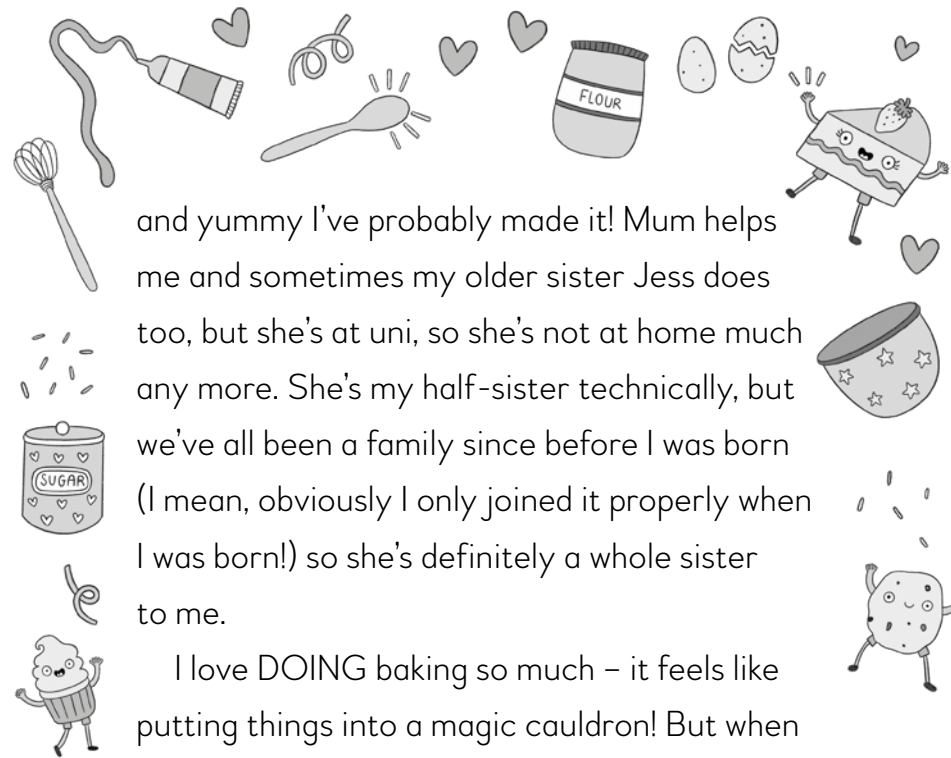 FLOUR
and yummy I’ve probably made it! Mum helps
me and sometimes my older sister Jess does
too, but she’s at uni, so she’s not at home much
any more. She’s my half-sister technically, but
we’ve all been a family since before I was born
(I mean, obviously I only joined it properly when
I was born!) so she’s definitely a whole sister
to me.
SUGAR
I love DOING baking so much – it feels like
putting things into a magic cauldron! But when